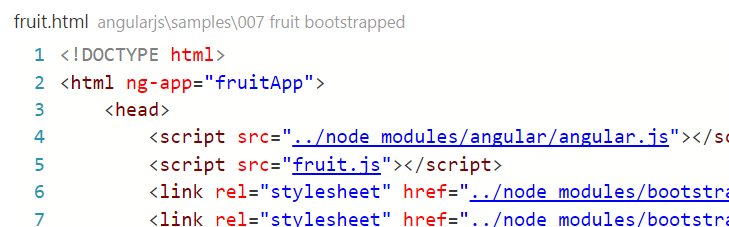 fruit.html angularjs\samples\007 fruit bootstrapped
1 <!DOCTYPE html>
2 <html ng-app="fruitApp">
3 <head>
4 <script src="../node_modules/angular/angular.js"></sc
5 <script src="fruit.js"></script>
6 <link rel="stylesheet" href="../node_modules/bootstra
7 <link rel="stylesheet" href="../node_modules/bootstra